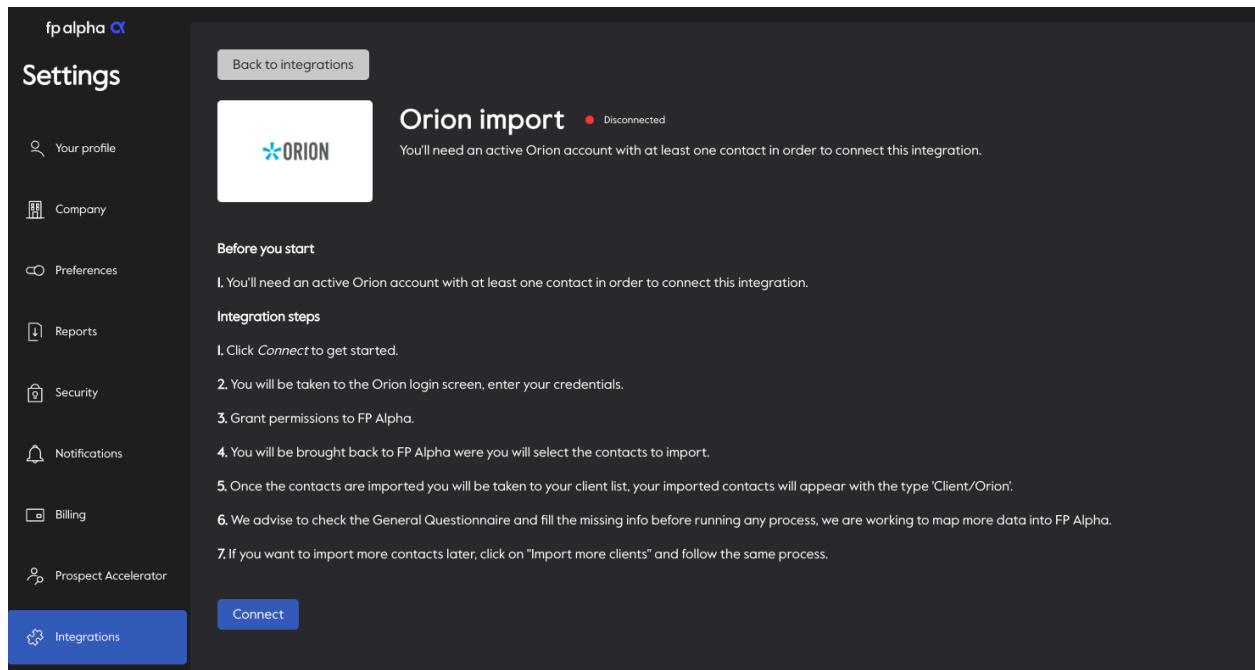 fp alpha
Settings
Your profile
Company
Preferences
Reports
Security
Notifications
Billing
Prospect Accelerator
Integrations
Back to integrations
ORION
Orion import
Disconnected
You'll need an active Orion account with at least one contact in order to connect this integration.
Before you start
1. You'll need an active Orion account with at least one contact in order to connect this integration.
Integration steps
1. Click Connect to get started.
2. You will be taken to the Orion login screen, enter your credentials.
3. Grant permissions to FP Alpha.
4. You will be brought back to FP Alpha were you will select the contacts to import.
5. Once the contacts are imported you will be taken to your client list, your imported contacts will appear with the type 'Client/Orion'.
6. We advise to check the General Questionnaire and fill the missing info before running any process, we are working to map more data into FP Alpha.
7. If you want to import more contacts later, click on "Import more clients" and follow the same process.
Connect